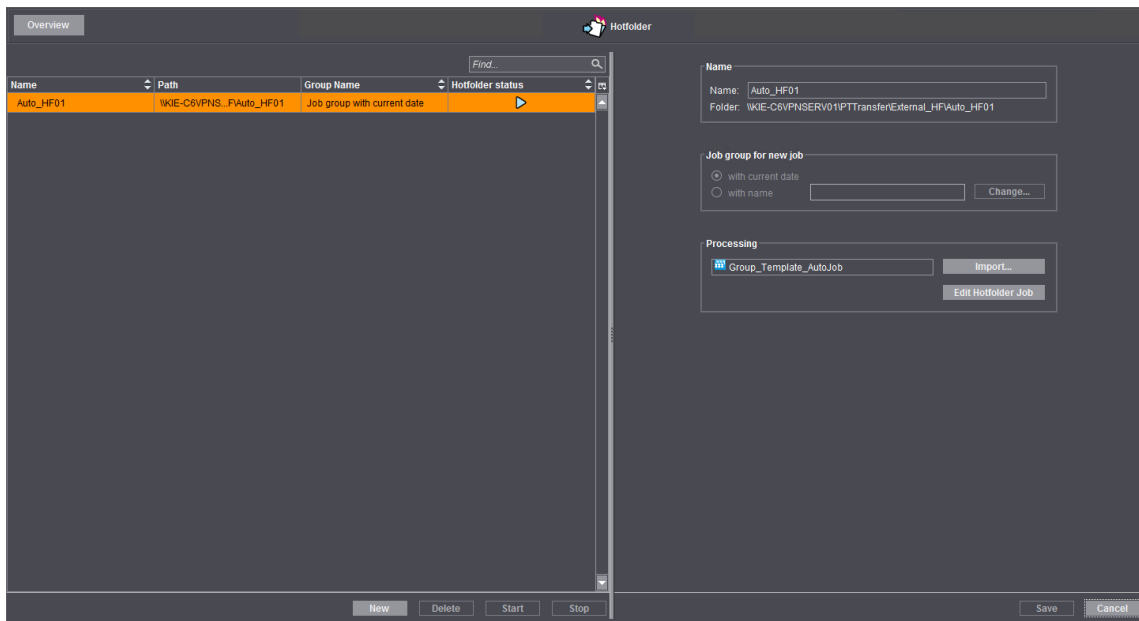 Overview
Hotfolder
Find...
Name Path Group Name Hotfolder status
Auto_HF01 \\KIE-C6VPNS...F\Auto_HF01 Job group with current date
Name
Name: Auto_HF01
Folder: \\KIE-C6VPNSERV01\PTTransfer\External_HF\Auto_HF01
Job group for new job
with current date
with name Change...
Processing
Group_Template_AutoJob Import...
Edit Hotfolder Job
New Delete Start Stop
Save Cancel